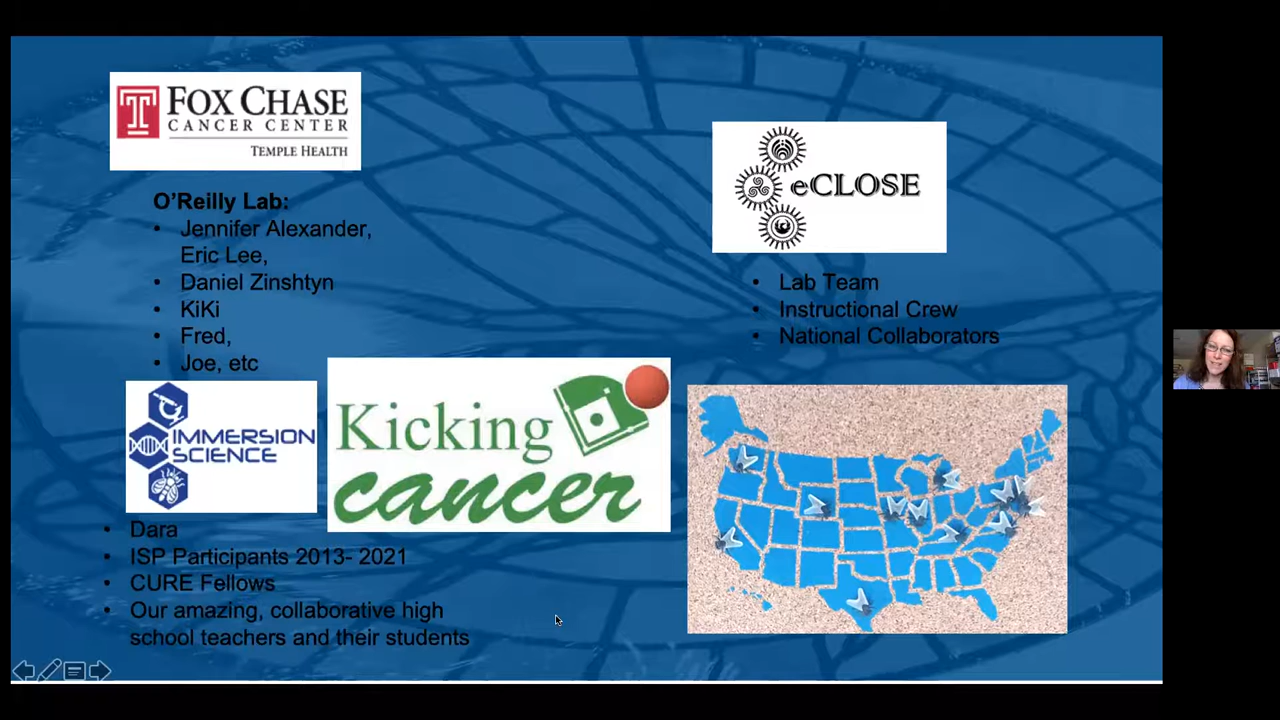 FOX CHASE
CANCER CENTER
TEMPLE HEALTH
O'Reilly Lab:
• Jennifer Alexander,
Eric Lee,
• Daniel Zinshtyn
• KiKi
• Fred,
• Joe, etc
IMMERSION
SCIENCE
• Dara
• ISP Participants 2013- 2021
• CURE Fellows
• Our amazing, collaborative high
school teachers and their students
Kicking
cancer
eCLOSE
• Lab Team
• Instructional Crew
• National Collaborators